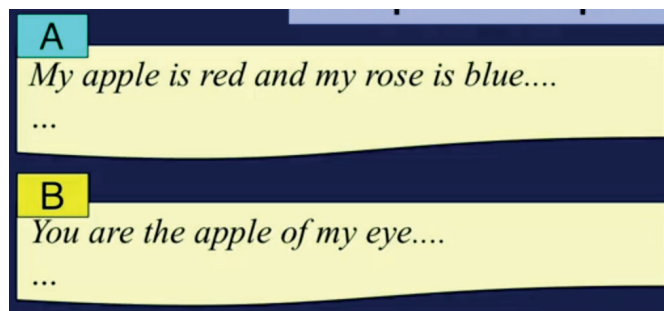 A
My apple is red and my rose is blue....
...
B
You are the apple of my eye....
...